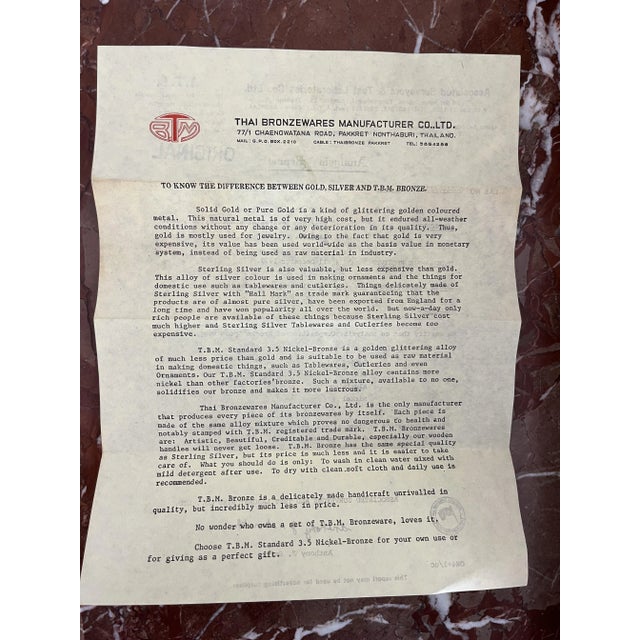 TBM
THAI BRONZEWARES MANUFACTURER CO.,LTD.
77/1 CHAENGWATANA ROAD, PAKKRET NONTHABURI, THAILAND.
MAIL: G.P.O. BOX. 2210 CABLE: THAIBRONZE PAKKRET TEL:
TO KNOW THE DIFFERENCE BETWEEN GOLD, SILVER AND T.B.M. BRONZE.
Solid Gold or Pure Gold is a kind of glittering golden coloured
metal. This natural metal is of very high cost, but it endured all-weather
conditions without any change or any deterioration in its quality. Thus,
gold is mostly used for jewelry. Owing to the fact that gold is very
expensive, its value has been used world-wide as the basis value in monetary
system, instead of being used as raw material in industry.
Sterling Silver is also valuable, but less expensive than gold.
This alloy of silver colour is used in making ornaments and the things for
domestic use such as tablewares and cutleries. Things delicately made of
Sterling Silver with "Hall Mark" as trade mark guaranteeing that the
products are of almost pure silver, have been exported from England for a
long time and have won popularity all over the world. But now-a-day only
rich people are available of these things because Sterling Silver cost
much higher and Sterling Silver Tablewares and Cutleries become too
expensive.
T.B.M. Standard 3.5 Nickel-Bronze is a golden glittering alloy
of much less price than gold and is suitable to be used as raw material
in making domestic things, such as Tablewares, Cutleries and even
Ornaments. Our T.B.M. Standard 3.5 Nickel-Bronze alloy contains more
nickel than other factories'bronze. Such a mixture, available to no one,
solidifies our bronze and makes it more lustrous.
Thai Bronzewares Manufacturer Co., Ltd. is the only manufacturer
that produces every piece of its bronzewares by itself. Each piece is
made of the same alloy mixture which proves no dangerous to health and
notably stamped with T.B.M. registered trade mark. T.B.M. Bronzewares
are: Artistic, Beautiful, Creditable and Durable, especially our wooden
handles will never get loose. T.B.M. Bronze has the same special quality
as Sterling Silver, but its price is much less and it is easier to take
care of. What you should do is only: To wash in clean water mixed with
mild detergent after use. To dry with clean soft cloth and daily use is
recommended.
T.B.M. Bronze is a delicately made handicraft unrivalled in
quality, but incredibly much less in price.
No wonder who owns a set of T.B.M. Bronzeware, loves it.
Choose T.B.M. Standard 3.5 Nickel-Bronze for your own use or
for giving as a perfect gift.